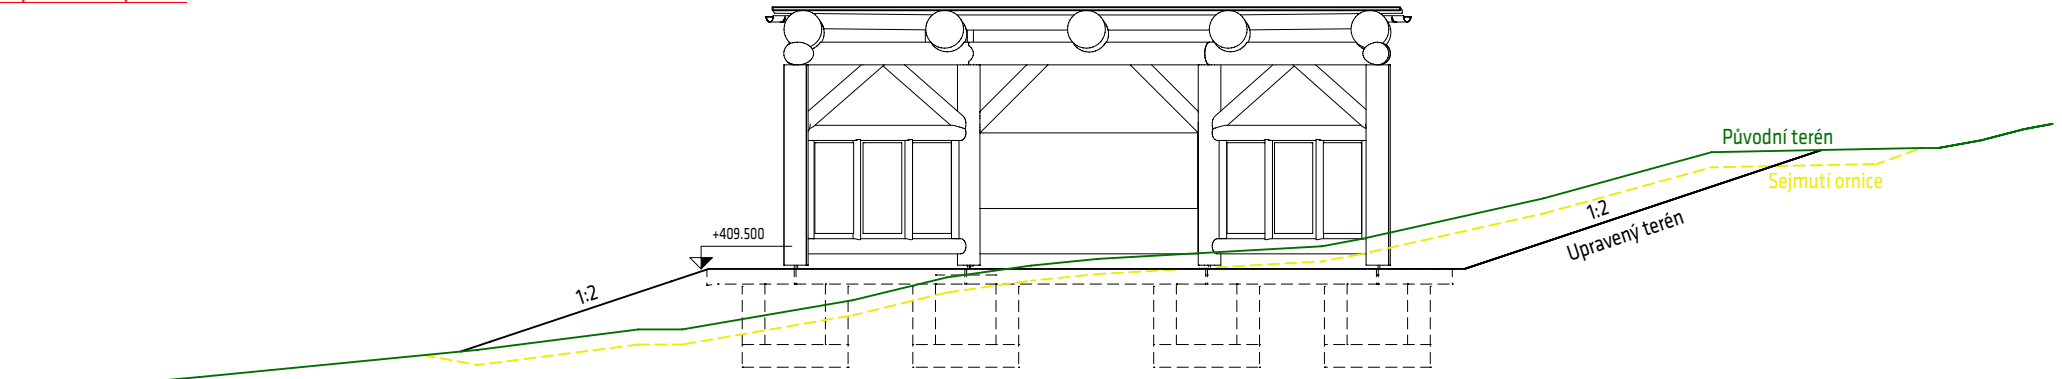 Původní terén
Sejmutí ornice
1:2
Upravený terén
+409.500
1:2